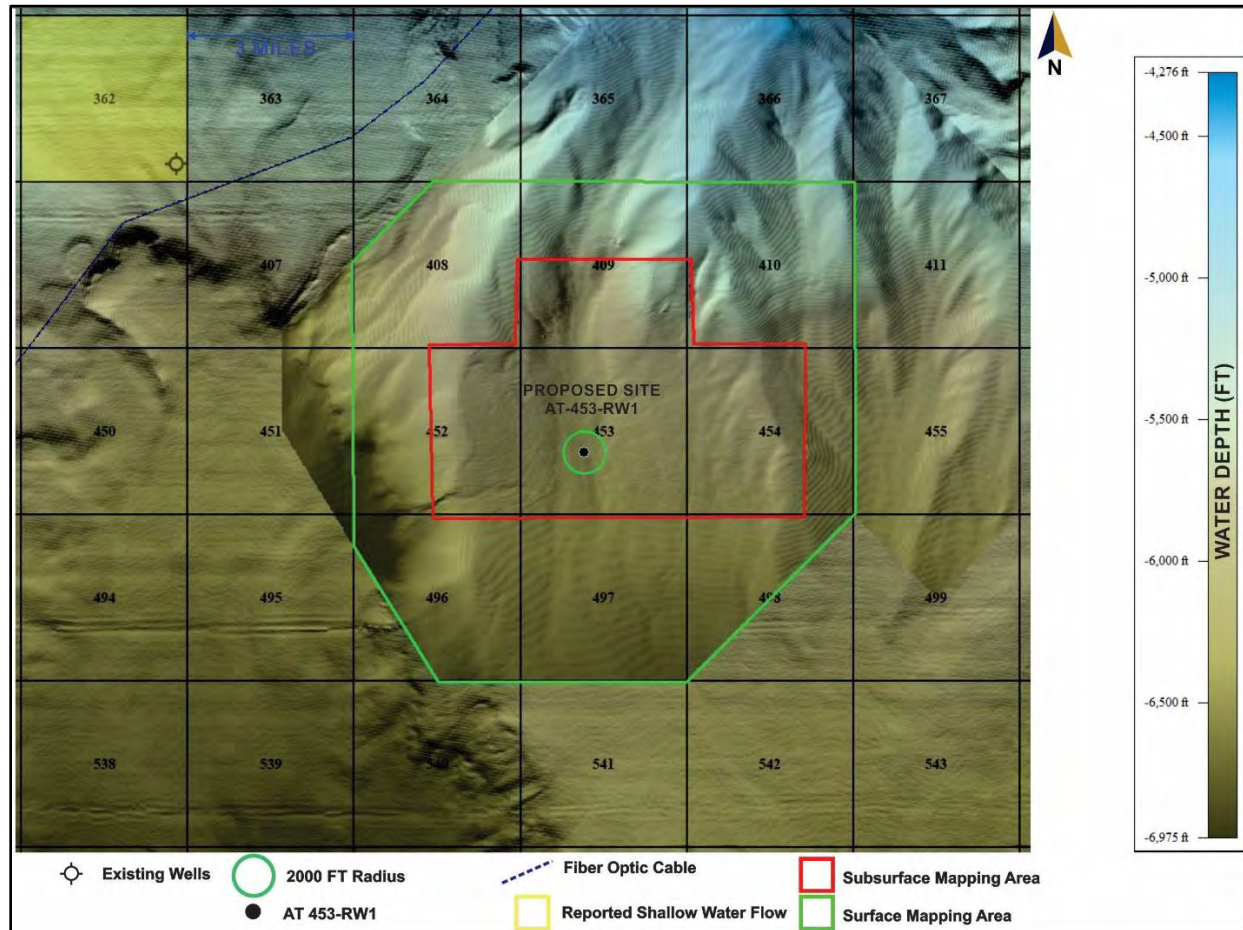 3 MILES
N
362
363
364
365
366
367
407
408
409
410
411
PROPOSED SITE
AT-453-RW1
450
451
452
453
454
455
494
495
496
497
498
499
538
539
540
541
542
543
-4,276 ft
-4,500 ft
-5,000 ft
-5,500 ft
-6,000 ft
-6,500 ft
-6,975 ft
WATER DEPTH (FT)
Existing Wells
2000 FT Radius
Fiber Optic Cable
Subsurface Mapping Area
AT 453-RW1
Reported Shallow Water Flow
Surface Mapping Area